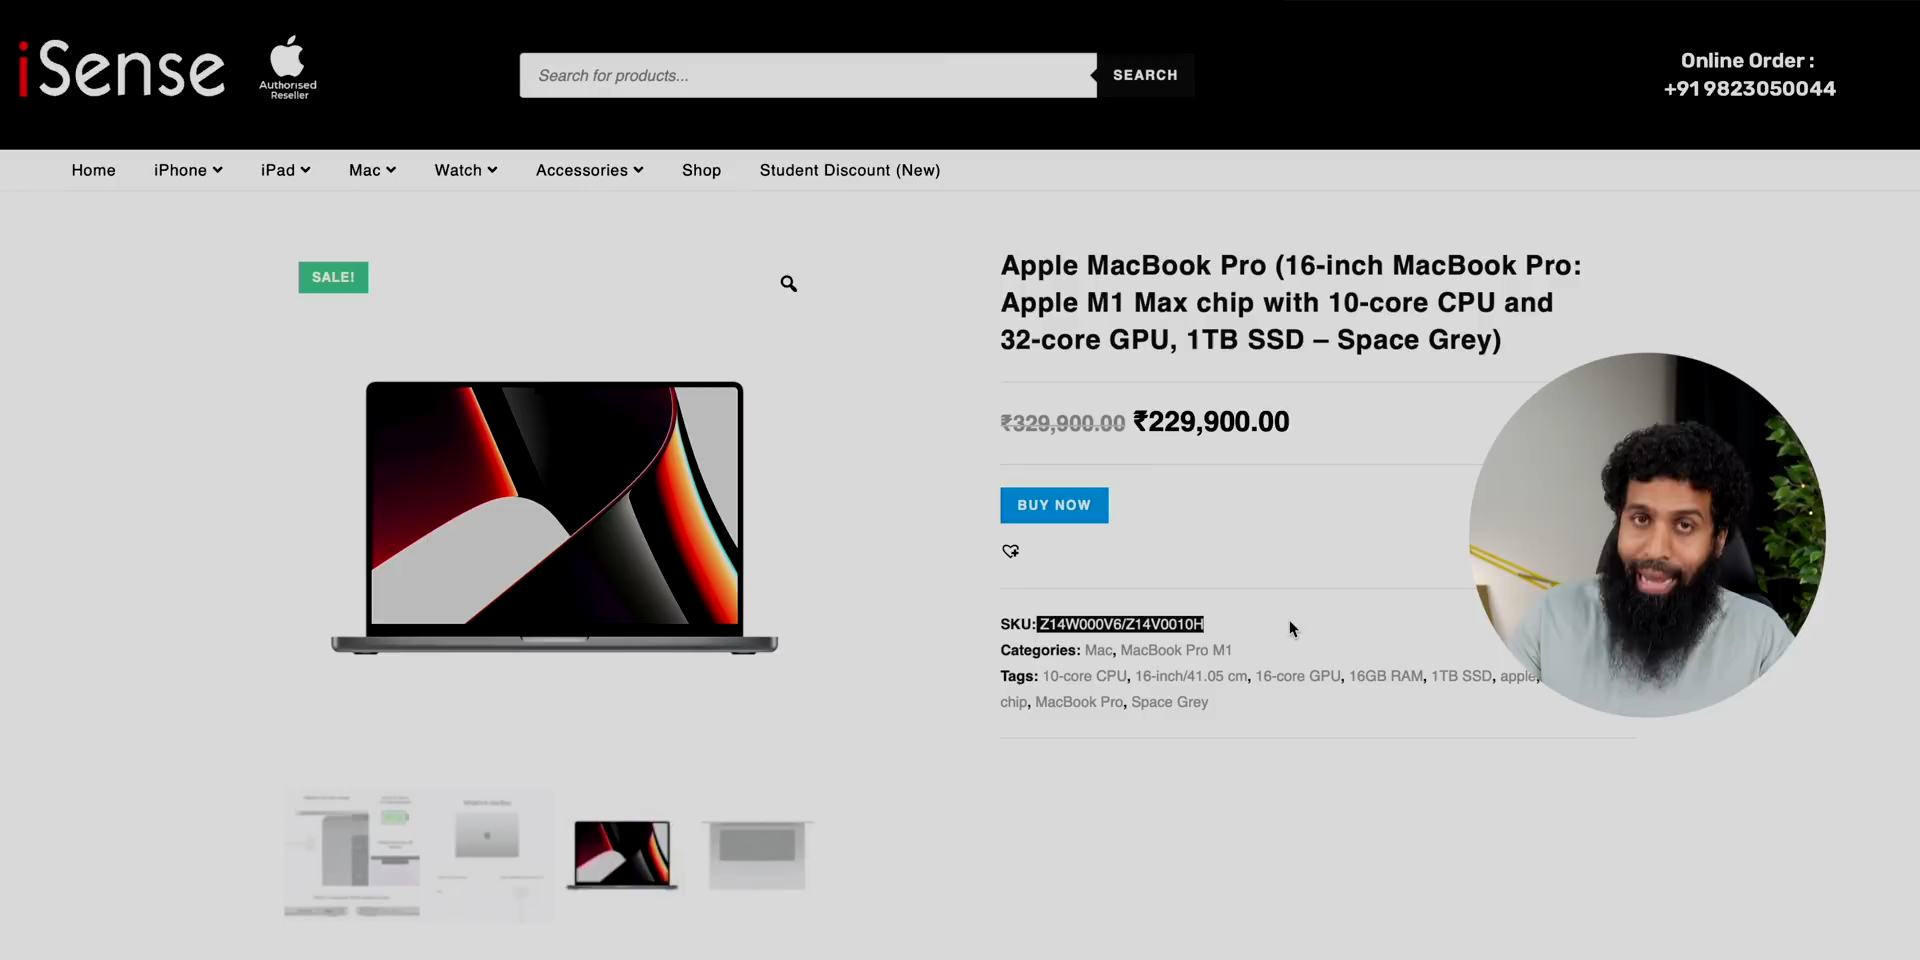 iSense
Authorised
Reseller
Search for products...
SEARCH
Online Order :
+91 9823050044
Home
iPhone
iPad
Mac
Watch
Accessories
Shop
Student Discount (New)
SALE!
Apple MacBook Pro (16-inch MacBook Pro:
Apple M1 Max chip with 10-core CPU and
32-core GPU, 1TB SSD – Space Grey)
₹329,900.00 ₹229,900.00
BUY NOW
SKU: Z14W000V6/Z14V0010H
Categories: Mac, MacBook Pro M1
Tags: 10-core CPU, 16-inch/41.05 cm, 16-core GPU, 16GB RAM, 1TB SSD, apple,
chip, MacBook Pro, Space Grey